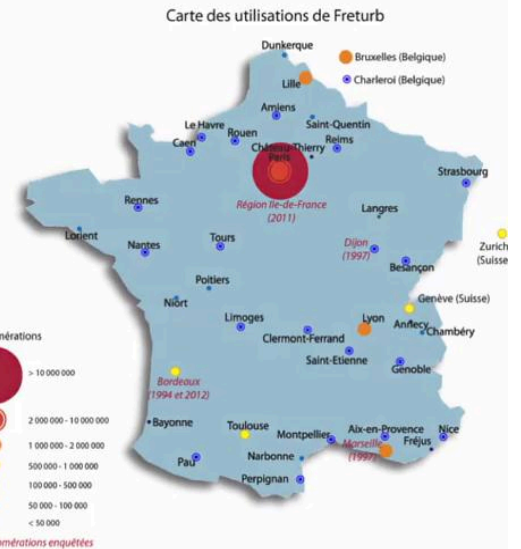 Carte des utilisations de Freturb
Dunkerque
Bruxelles (Belgique)
Lille
Charleroi (Belgique)
Amiens
Le Havre
Rouen
Saint-Quentin
Caen
Château-Thierry
Reims
Paris
Strasbourg
Rennes
Région Ile-de-France
(2011)
Langres
Lorient
Nantes
Tours
Dijon
(1997)
Zurich
(Suisse
Besançon
Poitiers
Niort
Genève (Suisse)
Limoges
Lyon
Annecy
Chambéry
Clermont-Ferrand
Saint-Etienne
Grenoble
mérations
> 10 000 000
Bordeaux
(1994 et 2012)
2 000 000 - 10 000 000
Bayonne
Toulouse
Montpellier
Aix-en-Provence
Nice
1 000 000 - 2 000 000
Marseille
(1997)
Fréjus
500 000 - 1 000 000
Pau
Narbonne
100 000 - 500 000
Perpignan
50 000 - 100 000
< 50 000
omérations enquêtées